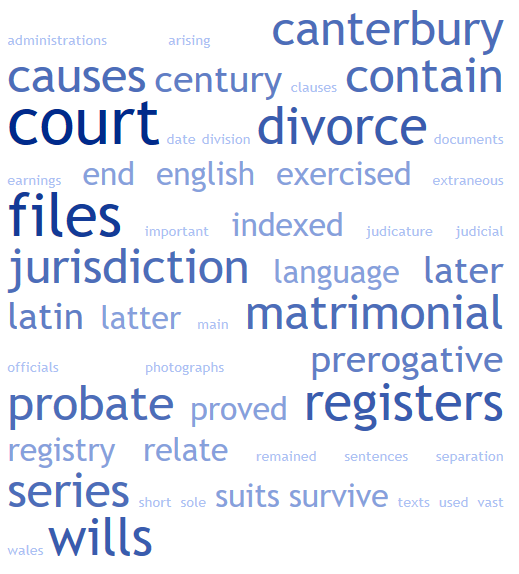 administrations arising canterbury
causes century clauses contain
court date division divorce documents
earnings end english exercised extraneous
files important indexed judicature judicial
jurisdiction language later
latin latter main matrimonial
officials photographs prerogative
probate proved registers
registry relate remained sentences separation
series short sole suits survive texts used vast
wales wills